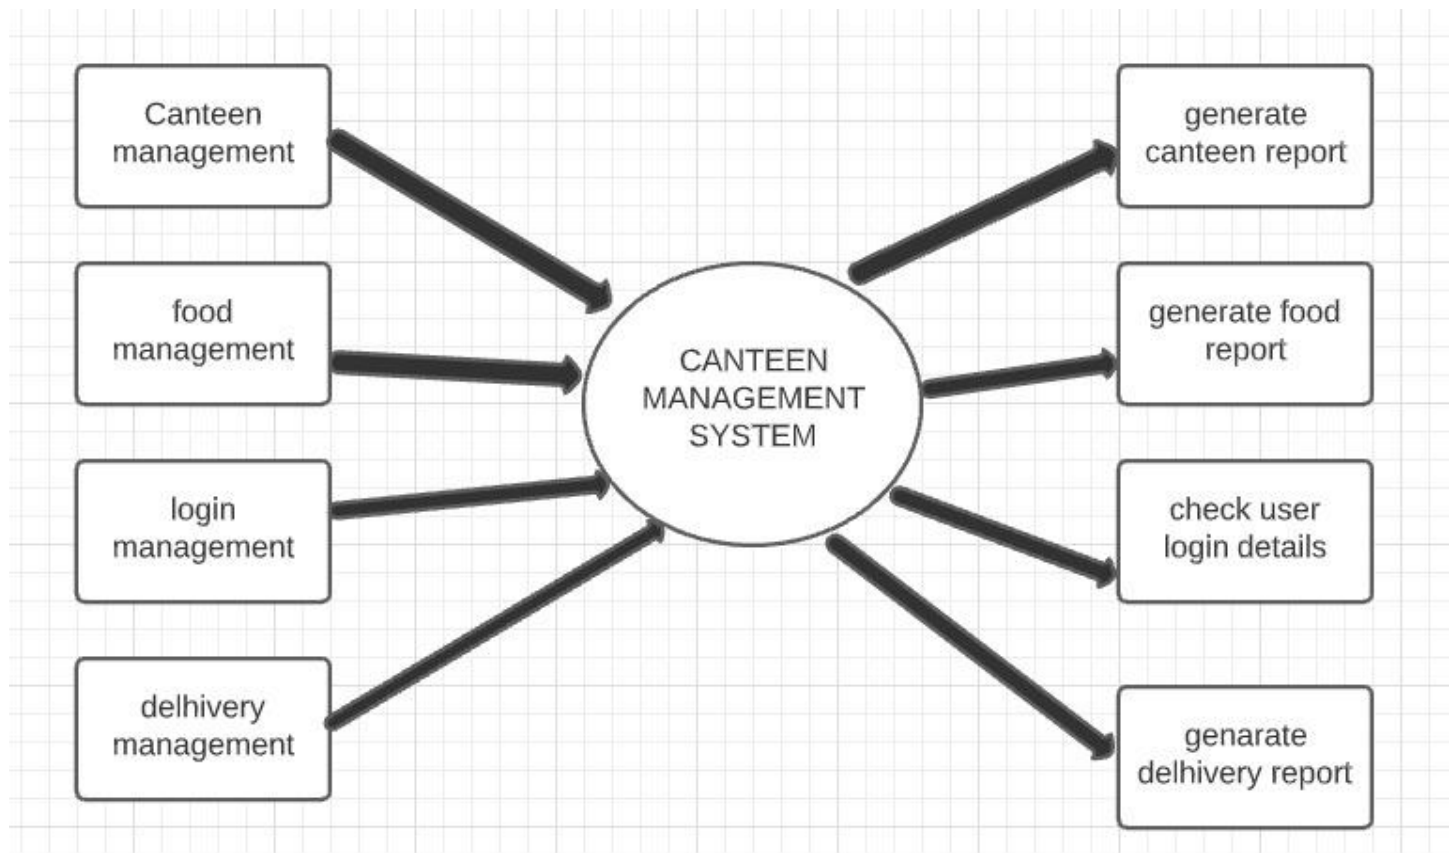 Canteen
management
food
management
login
management
delhivery
management
CANTEEN
MANAGEMENT
SYSTEM
generate
canteen report
generate food
report
check user
login details
genarate
delhivery report